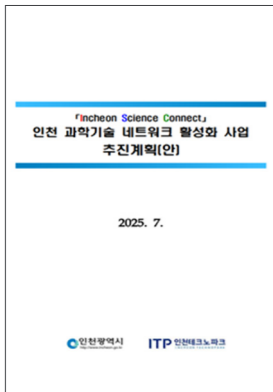 「Incheon Science Connect」
인천 과학기술 네트워크 활성화 사업
추진계획(안)
2025. 7.
인천광역시
ITP 인천테크노파크